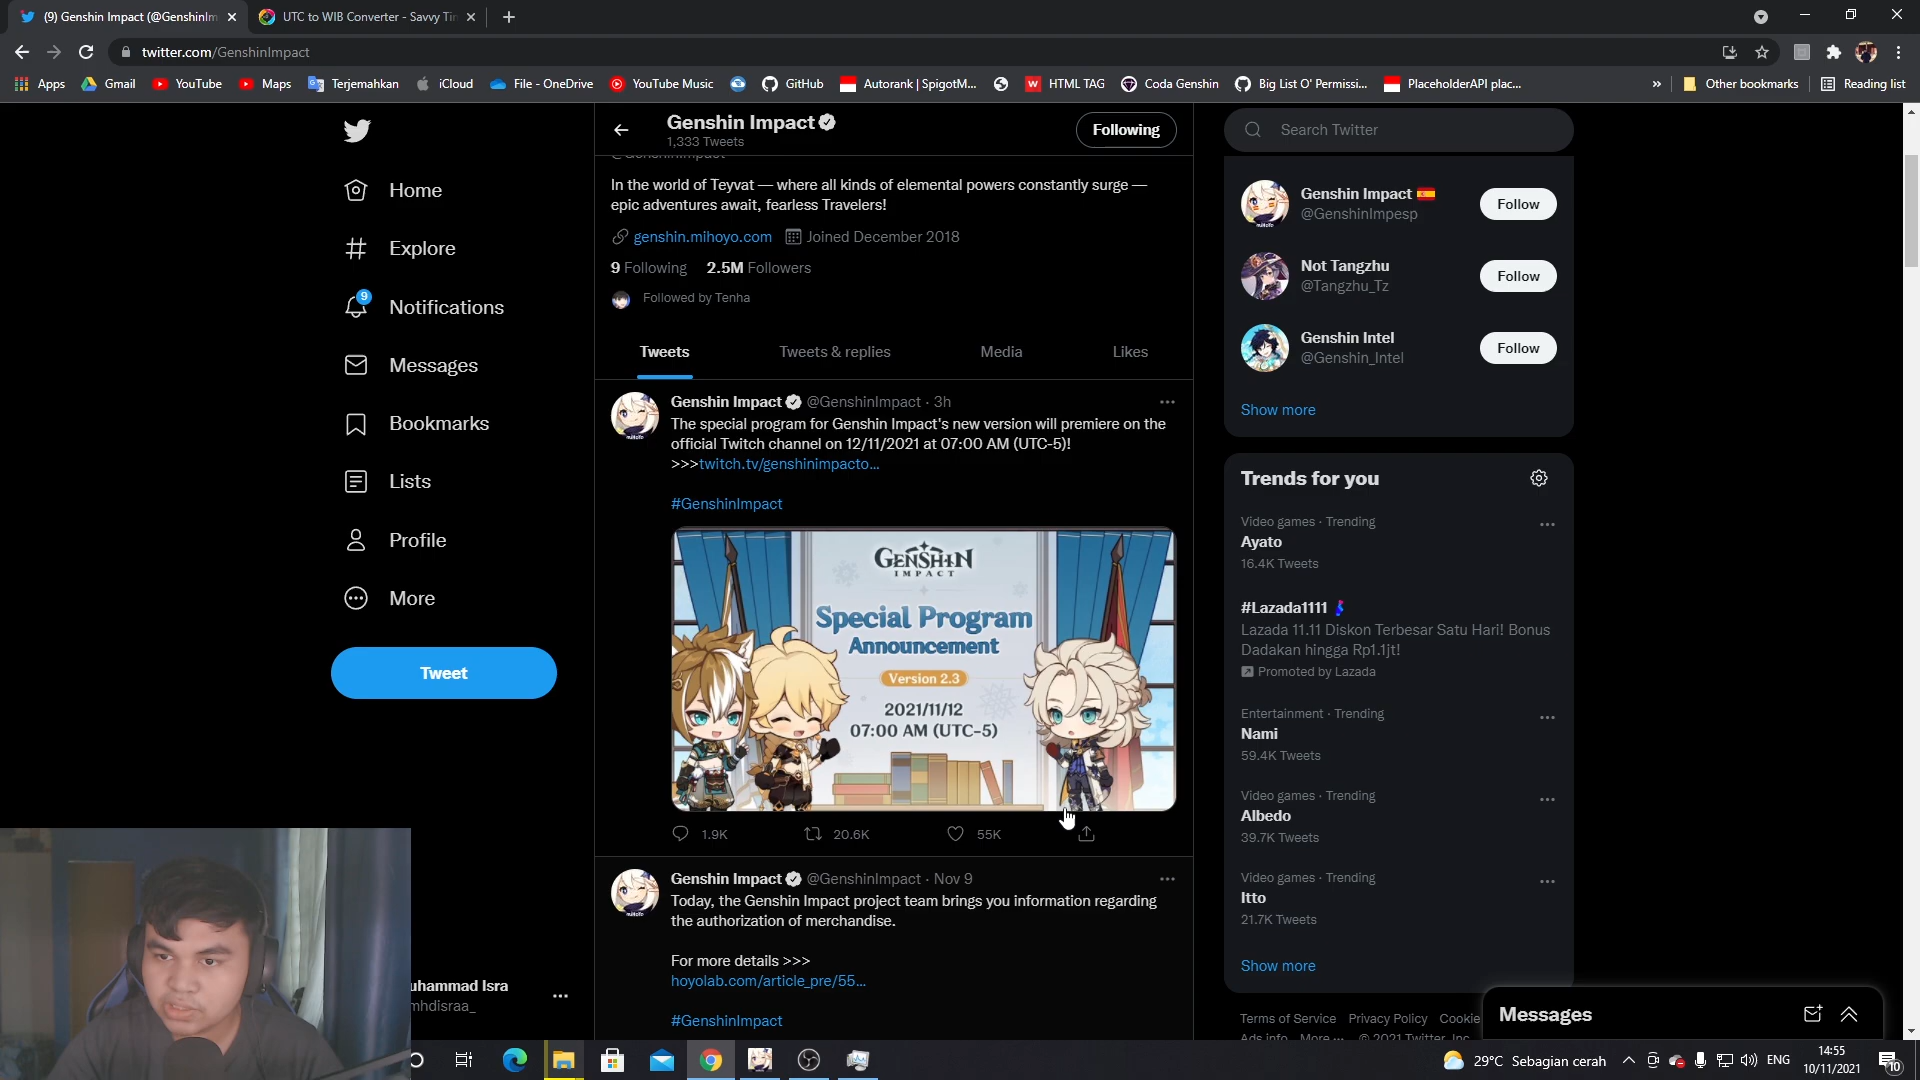 (9) Genshin Impact (@GenshinIm
UTC to WIB Converter - Savvy Tir
twitter.com/GenshinImpact
Apps
Gmail
YouTube
Maps
Terjemahkan
iCloud
File - OneDrive
YouTube Music
GitHub
Autorank | SpigotM...
HTML TAG
Coda Genshin
Big List O' Permissi...
PlaceholderAPI plac...
»
Other bookmarks
Reading list
Home
Explore
9
Notifications
Messages
Bookmarks
Lists
Profile
More
Tweet
uhammad Isra
mhdisraa_
Genshin Impact
1,333 Tweets
Following
@GenshinImpact
In the world of Teyvat — where all kinds of elemental powers constantly surge —
epic adventures await, fearless Travelers!
genshin.mihoyo.com Joined December 2018
9 Following 2.5M Followers
Followed by Tenha
Tweets
Tweets & replies
Media
Likes
Genshin Impact @GenshinImpact · 3h
The special program for Genshin Impact's new version will premiere on the
official Twitch channel on 12/11/2021 at 07:00 AM (UTC-5)!
>>>twitch.tv/genshinimpacto...
#GenshinImpact
GENSHIN
IMPACT
Special Program
Announcement
Version 2.3
2021/11/12
07:00 AM (UTC-5)
1.9K
20.6K
55K
Genshin Impact @GenshinImpact · Nov 9
Today, the Genshin Impact project team brings you information regarding
the authorization of merchandise.
For more details >>>
hoyolab.com/article_pre/55...
#GenshinImpact
Search Twitter
Genshin Impact
@GenshinImpesp
Follow
Not Tangzhu
@Tangzhu_Tz
Follow
Genshin Intel
@Genshin_Intel
Follow
Show more
Trends for you
Video games · Trending
Ayato
16.4K Tweets
#Lazada1111
Lazada 11.11 Diskon Terbesar Satu Hari! Bonus
Dadakan hingga Rp1.1jt!
Promoted by Lazada
Entertainment · Trending
Nami
59.4K Tweets
Video games · Trending
Albedo
39.7K Tweets
Video games · Trending
Itto
21.7K Tweets
Show more
Terms of Service Privacy Policy Cookie
Ads info More ... © 2021 Twitter, Inc.
Messages
29°C Sebagian cerah
ENG
14:55
10/11/2021
10